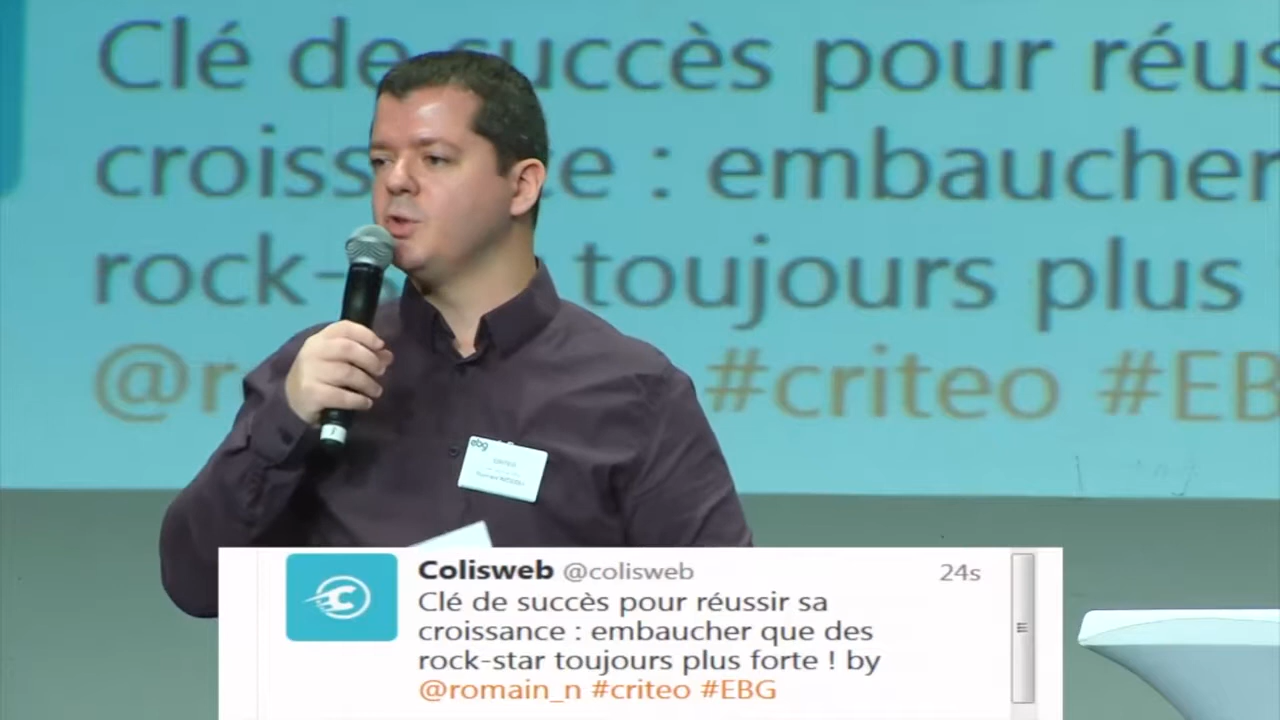 Clé de succès pour réus
croiss e : embaucher
rock- toujours plus
@r #criteo #EB
ebg
Colisweb @colisweb 24s
Clé de succès pour réussir sa
croissance : embaucher que des
rock-star toujours plus forte ! by
@romain_n #criteo #EBG